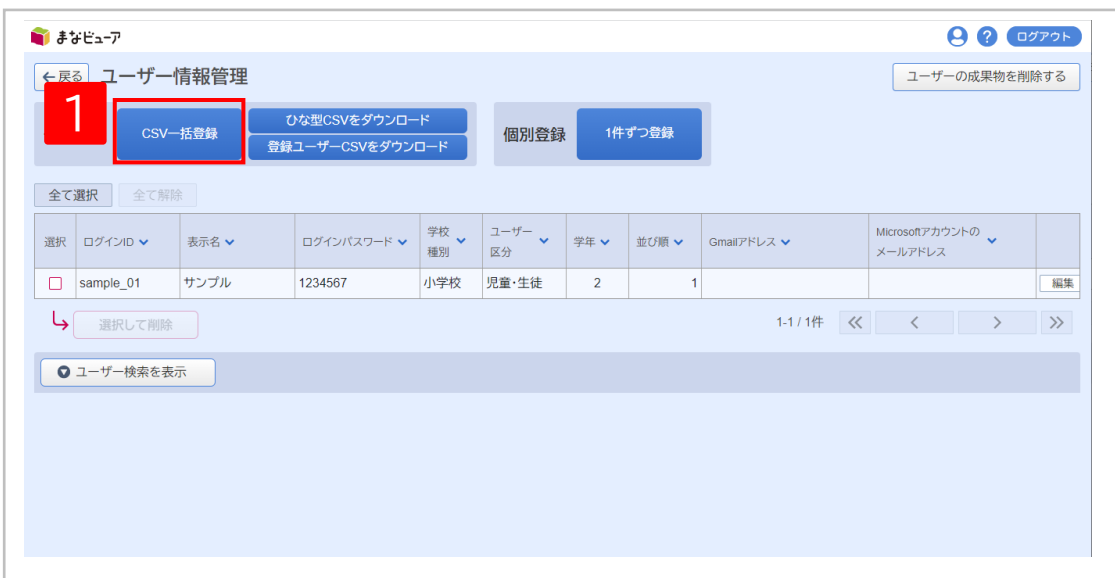 まなビューア
? ログアウト
←戻る ユーザー情報管理 ユーザーの成果物を削除する
1
CSV一括登録
ひな型CSVをダウンロード
登録ユーザーCSVをダウンロード
個別登録 1件ずつ登録
全て選択 全て解除
選択 ログインID 表示名 ログインパスワード 学校種別 ユーザー区分 学年 並び順 Gmailアドレス Microsoftアカウントのメールアドレス
sample_01 サンプル 1234567 小学校 児童・生徒 2 1 編集
選択して削除 1-1 / 1件 << < > >>
ユーザー検索を表示